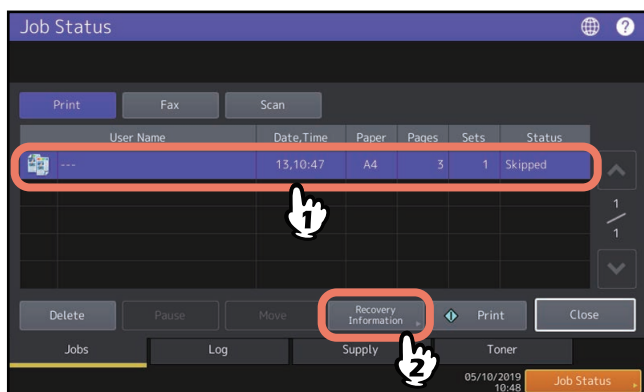 Job Status
?
Print Fax Scan
User Name Date,Time Paper Pages Sets Status
--- 13,10:47 A4 3 1 Skipped
1
1
1
Delete Pause Move Recovery Information Print Close
2
Jobs Log Supply Toner
05/10/2019
10:48
Job Status